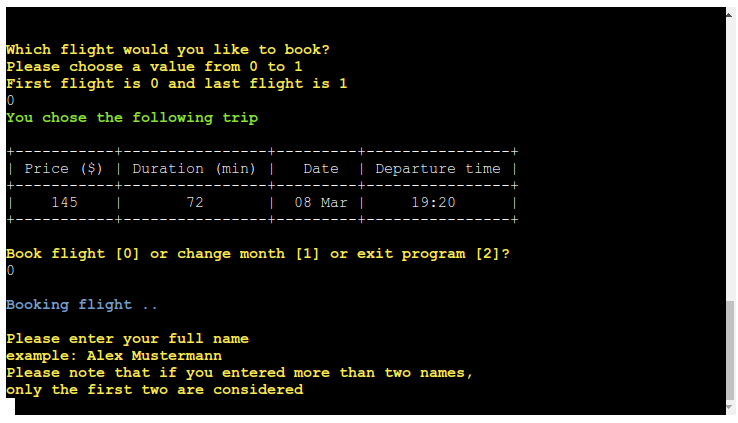 Which flight would you like to book?
Please choose a value from 0 to 1
First flight is 0 and last flight is 1
0
You chose the following trip
+-----------+----------------+---------+----------------+
| Price ($) | Duration (min) |   Date  | Departure time |
+-----------+----------------+---------+----------------+
|    145    |       72       |  08 Mar |     19:20      |
+-----------+----------------+---------+----------------+
Book flight [0] or change month [1] or exit program [2]?
0
Booking flight ..
Please enter your full name
example: Alex Mustermann
Please note that if you entered more than two names,
only the first two are considered